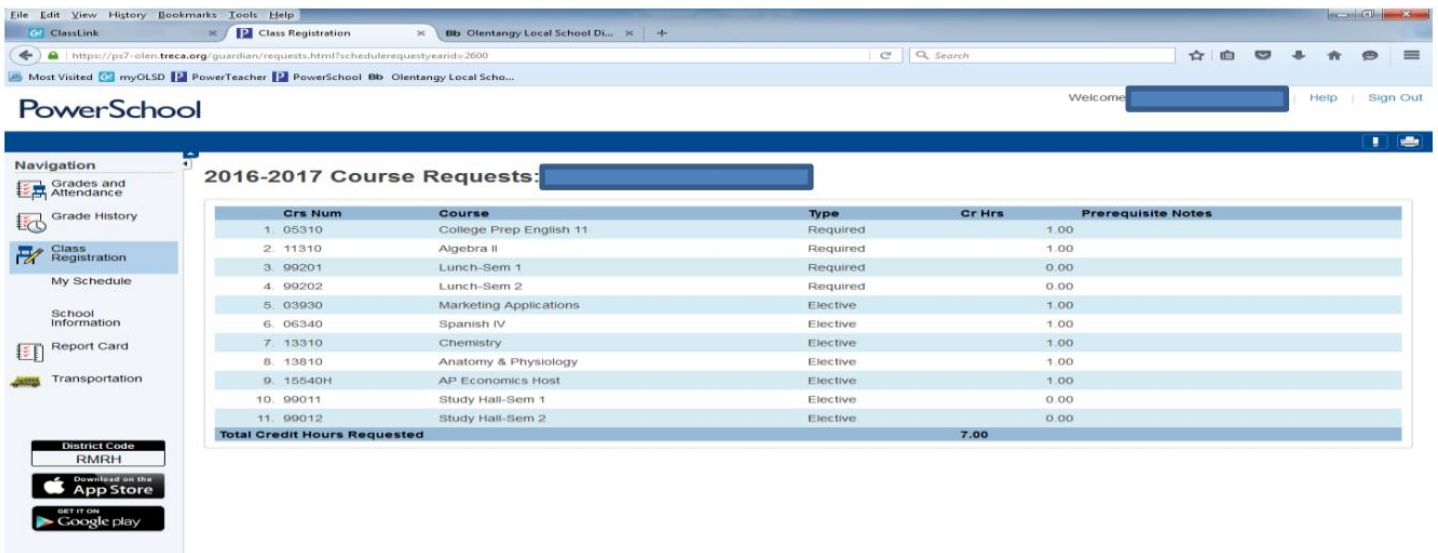 File Edit View History Bookmarks Tools Help
ClassLink × Class Registration × Bb Olentangy Local School Di... × +
https://ps7-olen.treca.org/guardian/requests.html?schedulerequestyearid=2600 Search
Most Visited myOLSD PowerTeacher PowerSchool Bb Olentangy Local Scho...
PowerSchool
Welcome Help | Sign Out
Navigation
Grades and
Attendance
Grade History
Class
Registration
My Schedule
School
Information
Report Card
Transportation
District Code
RMRH
Download on the
App Store
GET IT ON
Google play
2016-2017 Course Requests:
Crs Num Course Type Cr Hrs Prerequisite Notes
1. 05310 College Prep English 11 Required 1.00
2. 11310 Algebra II Required 1.00
3. 99201 Lunch-Sem 1 Required 0.00
4. 99202 Lunch-Sem 2 Required 0.00
5. 03930 Marketing Applications Elective 1.00
6. 06340 Spanish IV Elective 1.00
7. 13310 Chemistry Elective 1.00
8. 13810 Anatomy & Physiology Elective 1.00
9. 15540H AP Economics Host Elective 1.00
10. 99011 Study Hall-Sem 1 Elective 0.00
11. 99012 Study Hall-Sem 2 Elective 0.00
Total Credit Hours Requested 7.00